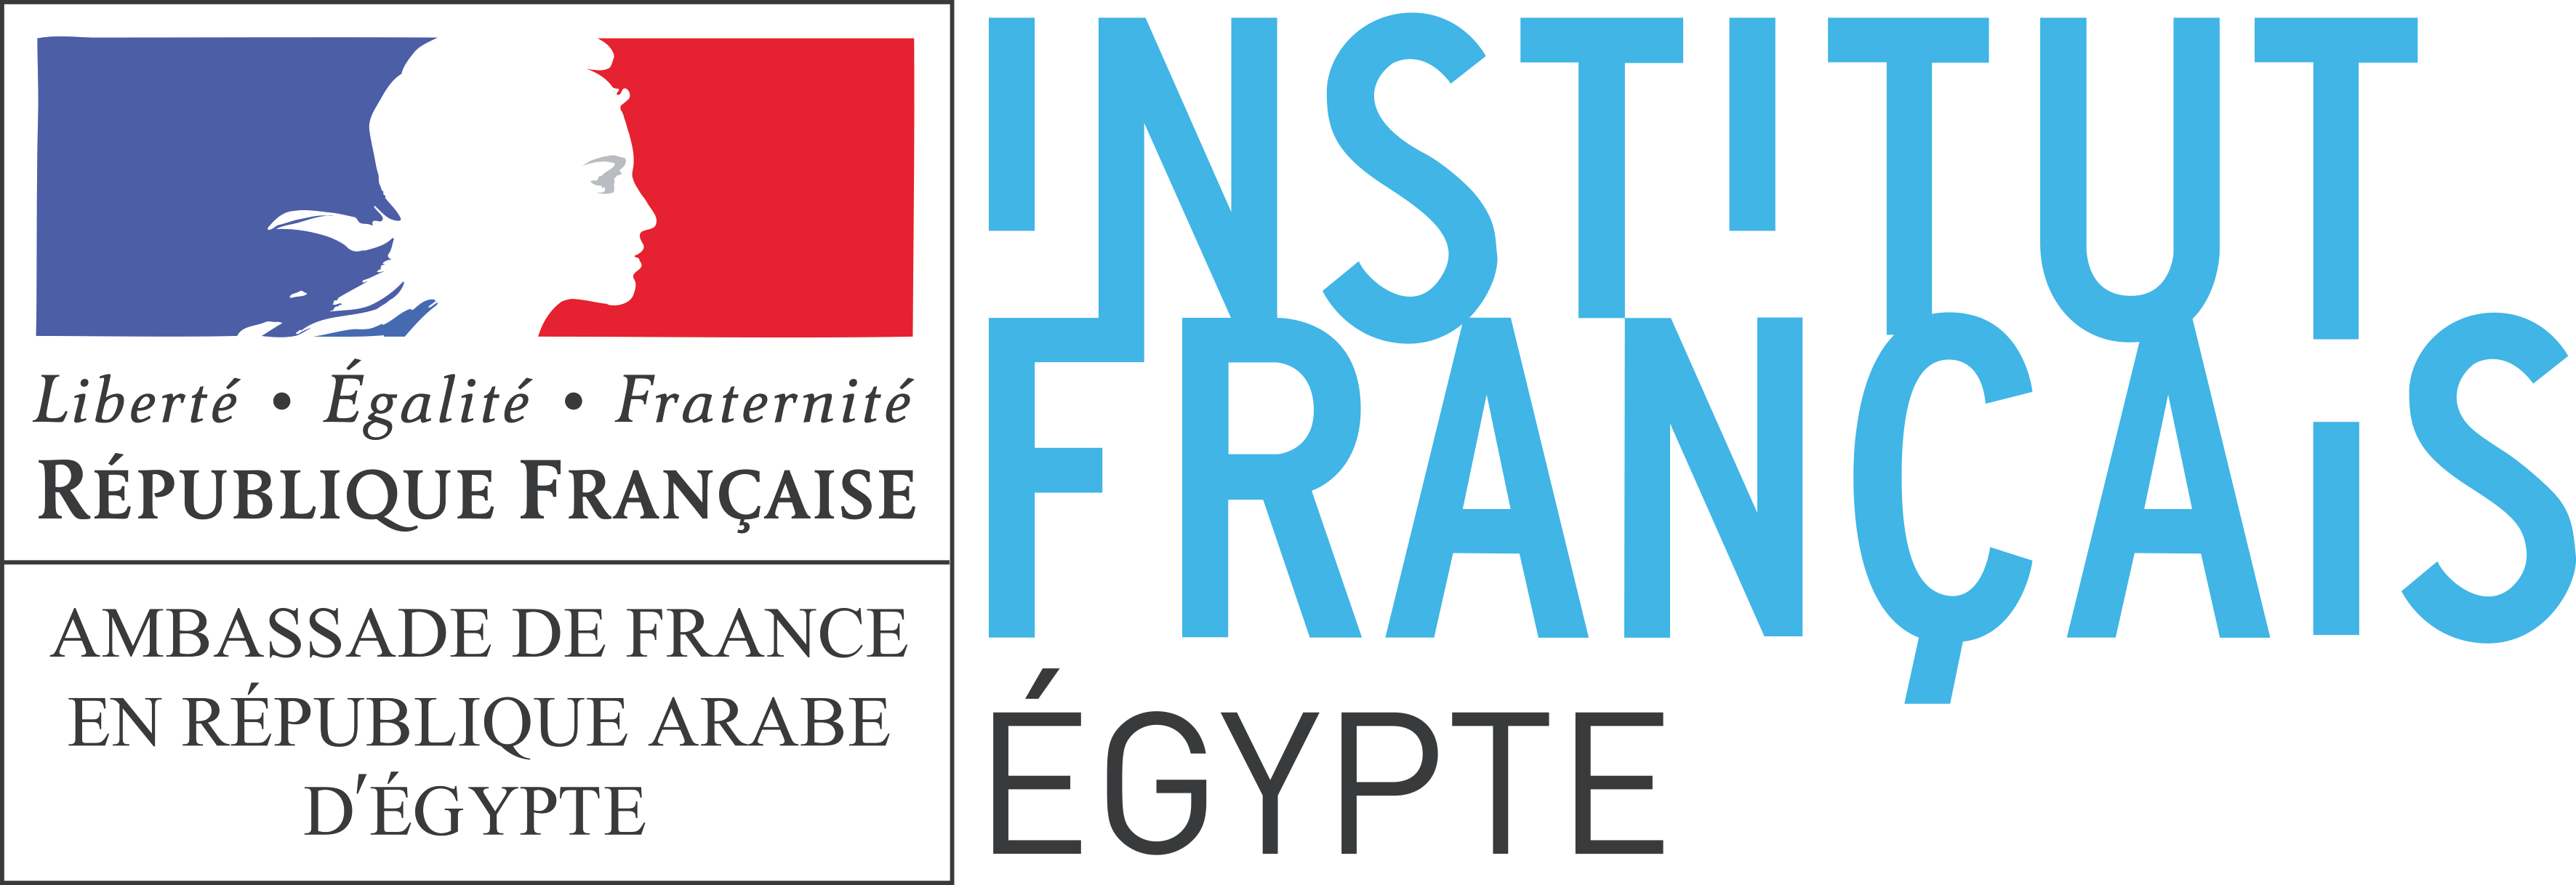 Liberté • Égalité • Fraternité
RÉPUBLIQUE FRANÇAISE
AMBASSADE DE FRANCE
EN RÉPUBLIQUE ARABE
D'ÉGYPTE
INSTITUT
FRANÇAIS
ÉGYPTE